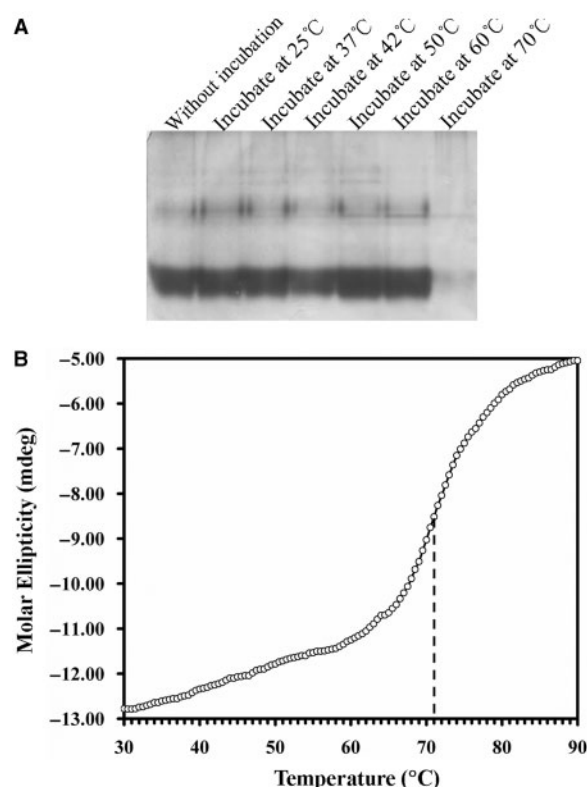 A
Without incubation
Incubate at 25℃
Incubate at 37℃
Incubate at 42℃
Incubate at 50℃
Incubate at 60℃
Incubate at 70℃
B
Molar Ellipticity (mdeg)
−5.00
−6.00
−7.00
−8.00
−9.00
−10.00
−11.00
−12.00
−13.00
30 40 50 60 70 80 90
Temperature (°C)